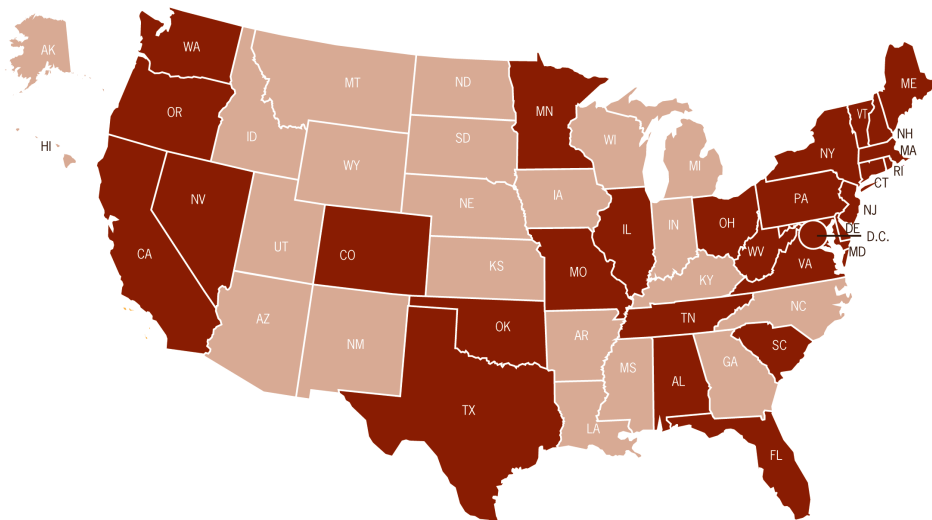 AK
WA
MT
ND
MN
ME
OR
ID
SD
WI
VT
NH
HI
WY
MI
NY
MA
RI
CT
NV
NE
IA
PA
NJ
CA
UT
CO
KS
MO
IL
IN
OH
WV
VA
DE
D.C.
MD
KY
AZ
NM
OK
AR
TN
NC
SC
MS
AL
GA
TX
LA
FL